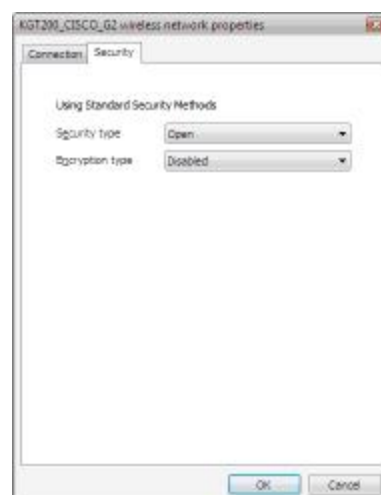 KGT200_CISCO_G2 wireless network properties
Connection Security
Using Standard Security Methods
Security type Open
Encryption type Disabled
OK Cancel